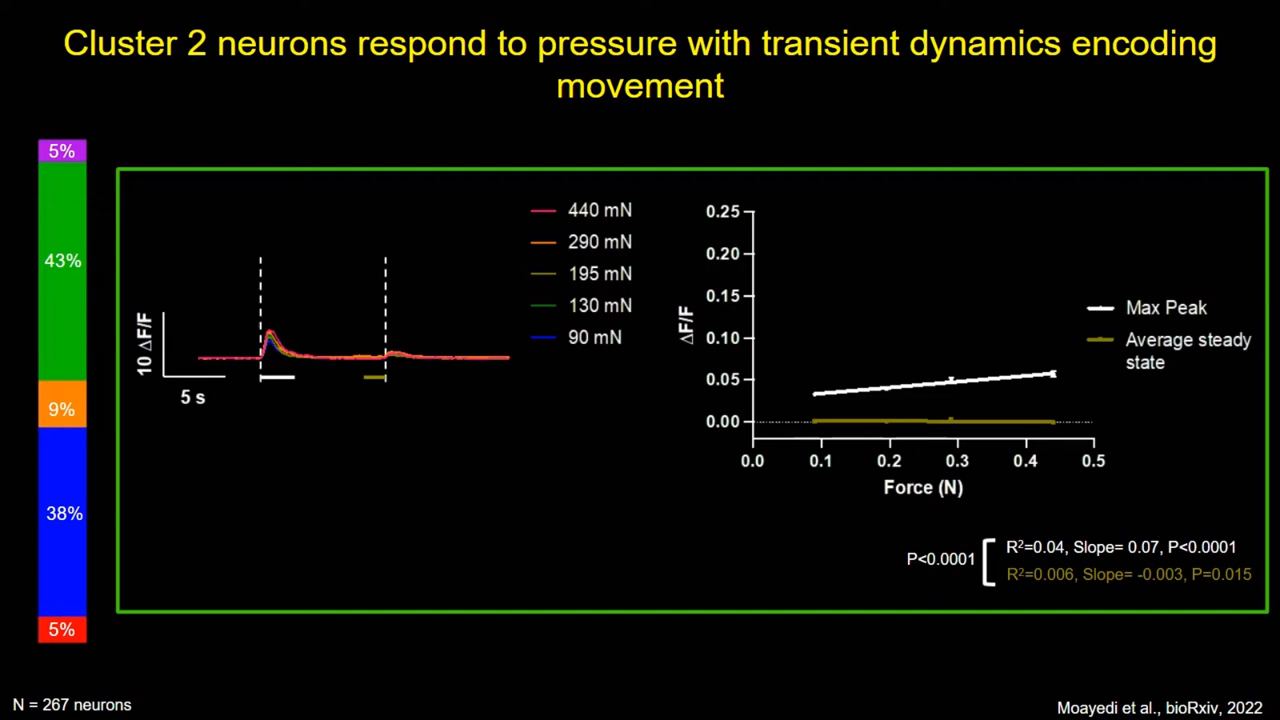 Cluster 2 neurons respond to pressure with transient dynamics encoding
movement
5%
43%
9%
38%
5%
10 ΔF/F
5 s
440 mN
290 mN
195 mN
130 mN
90 mN
ΔF/F
0.25
0.20
0.15
0.10
0.05
0.00
0.0 0.1 0.2 0.3 0.4 0.5
Force (N)
Max Peak
Average steady
state
P<0.0001
R²=0.04, Slope= 0.07, P<0.0001
R²=0.006, Slope= -0.003, P=0.015
N = 267 neurons
Moayedi et al., bioRxiv, 2022